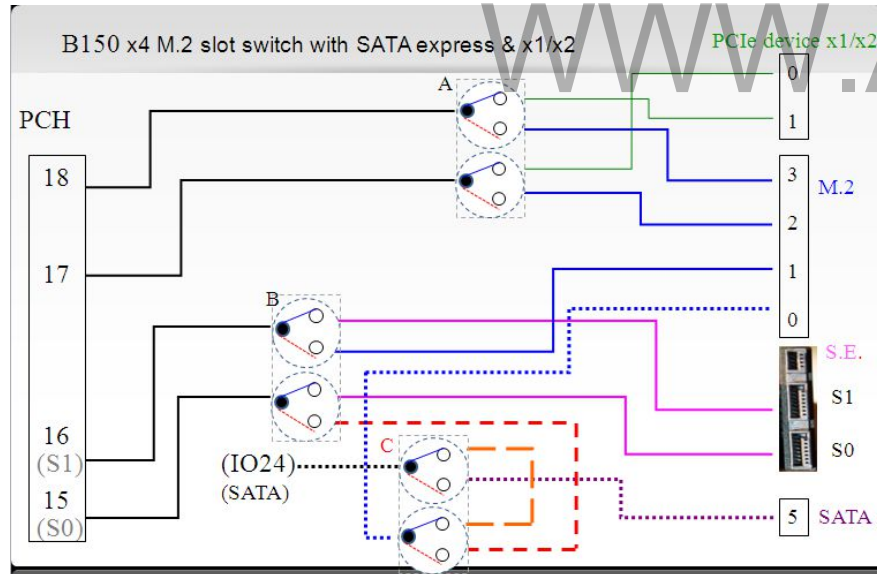 WWW.
B150 x4 M.2 slot switch with SATA express & x1/x2
PCIe device x1/x2
A
0
PCH
1
18
3
M.2
2
17
1
B
0
S.E.
S1
16
(S1)
C
S0
(IO24)
(SATA)
15
(S0)
5
SATA